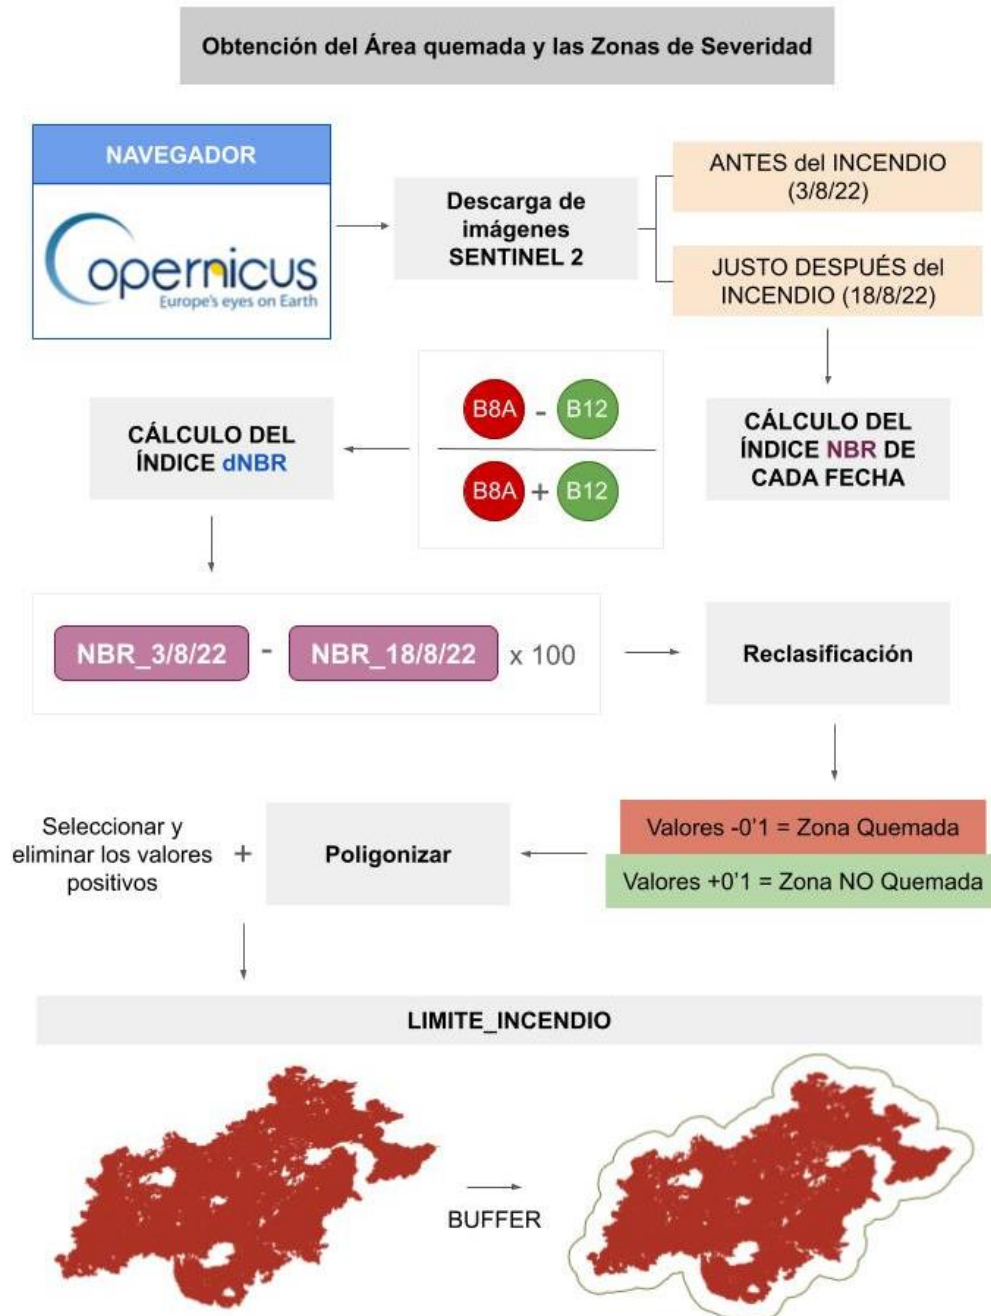 Obtención del Área quemada y las Zonas de Severidad
NAVEGADOR
Copernicus
Europe's eyes on Earth
Descarga de
imágenes
SENTINEL 2
ANTES del INCENDIO
(3/8/22)
JUSTO DESPUÉS del
INCENDIO (18/8/22)
CÁLCULO DEL
ÍNDICE NBR DE
CADA FECHA
B8A - B12
B8A + B12
CÁLCULO DEL
ÍNDICE dNBR
NBR_3/8/22 - NBR_18/8/22 x 100
Reclasificación
Valores -0'1 = Zona Quemada
Valores +0'1 = Zona NO Quemada
Poligonizar
+
Seleccionar y
eliminar los valores
positivos
LIMITE_INCENDIO
BUFFER